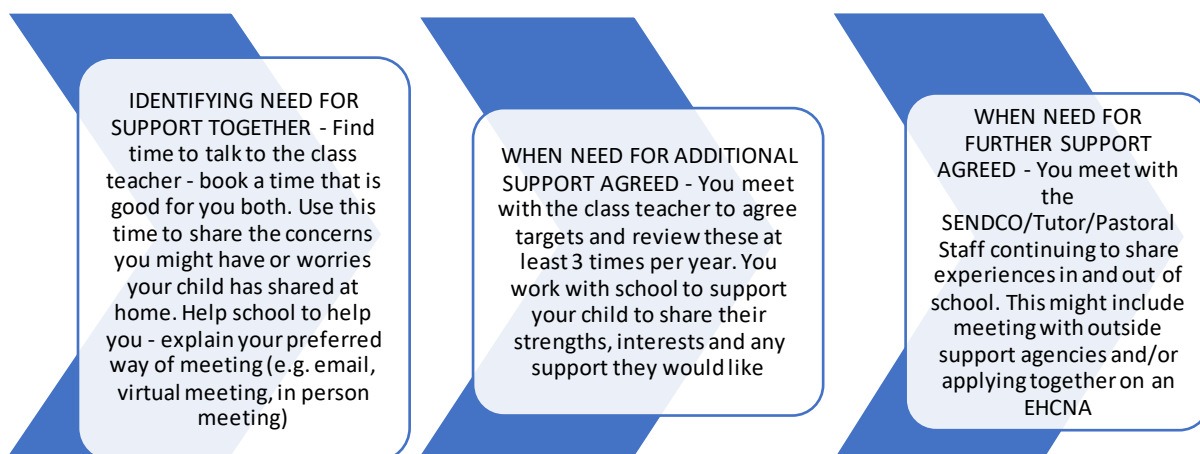 IDENTIFYING NEED FOR
SUPPORT TOGETHER - Find
time to talk to the class
teacher - book a time that is
good for you both. Use this
time to share the concerns
you might have or worries
your child has shared at
home. Help school to help
you - explain your preferred
way of meeting (e.g. email,
virtual meeting, in person
meeting)
WHEN NEED FOR ADDITIONAL
SUPPORT AGREED - You meet
with the class teacher to agree
targets and review these at
least 3 times per year. You
work with school to support
your child to share their
strengths, interests and any
support they would like
WHEN NEED FOR
FURTHER SUPPORT
AGREED - You meet with
the
SENDCO/Tutor/Pastoral
Staff continuing to share
experiences in and out of
school. This might include
meeting with outside
support agencies and/or
applying together on an
EHCNA